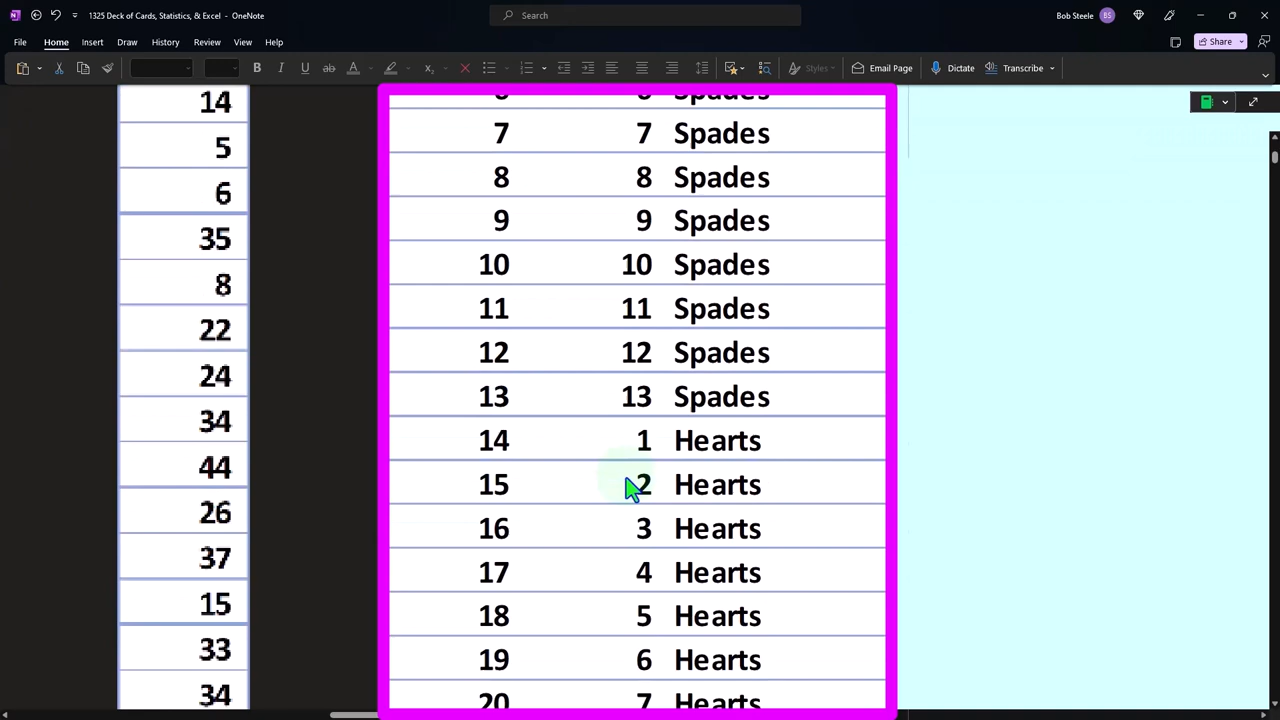 1325 Deck of Cards, Statistics, & Excel - OneNote
Search
Bob Steele
BS
File Home Insert Draw History Review View Help
Share
B I U ab A
Styles
Email Page
Dictate
Transcribe
14
5
6
35
8
22
24
34
44
26
37
15
33
34
Spades
7 7 Spades
8 8 Spades
9 9 Spades
10 10 Spades
11 11 Spades
12 12 Spades
13 13 Spades
14 1 Hearts
15 2 Hearts
16 3 Hearts
17 4 Hearts
18 5 Hearts
19 6 Hearts
20 7 Hearts